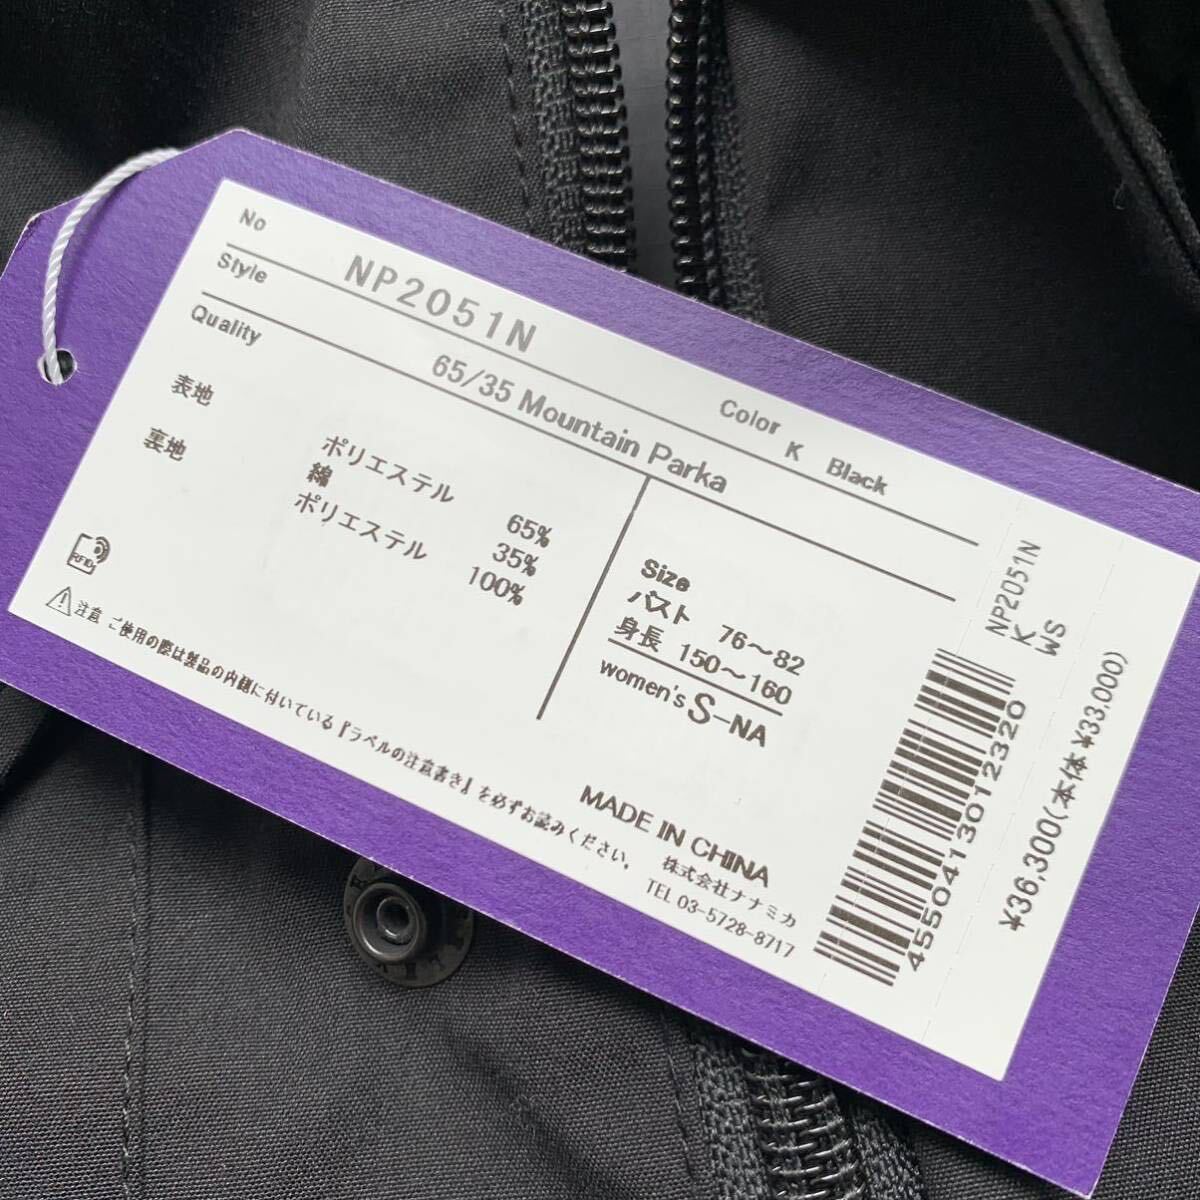 No NP2051N Color K Black
Style 65/35 Mountain Parka
Quality
表地 ポリエステル 65%
綿 35%
裏地 ポリエステル 100%
Size
バスト 76〜82
身長 150〜160
women's S-NA
RFID
注意 ご使用の際は製品の内側に付いている『ラベルの注意書き』を必ずお読みください。
MADE IN CHINA
株式会社ナナミカ
TEL 03-5728-8717
NP2051N
K
WS
4550413012320
¥36,300(本体¥33,000)